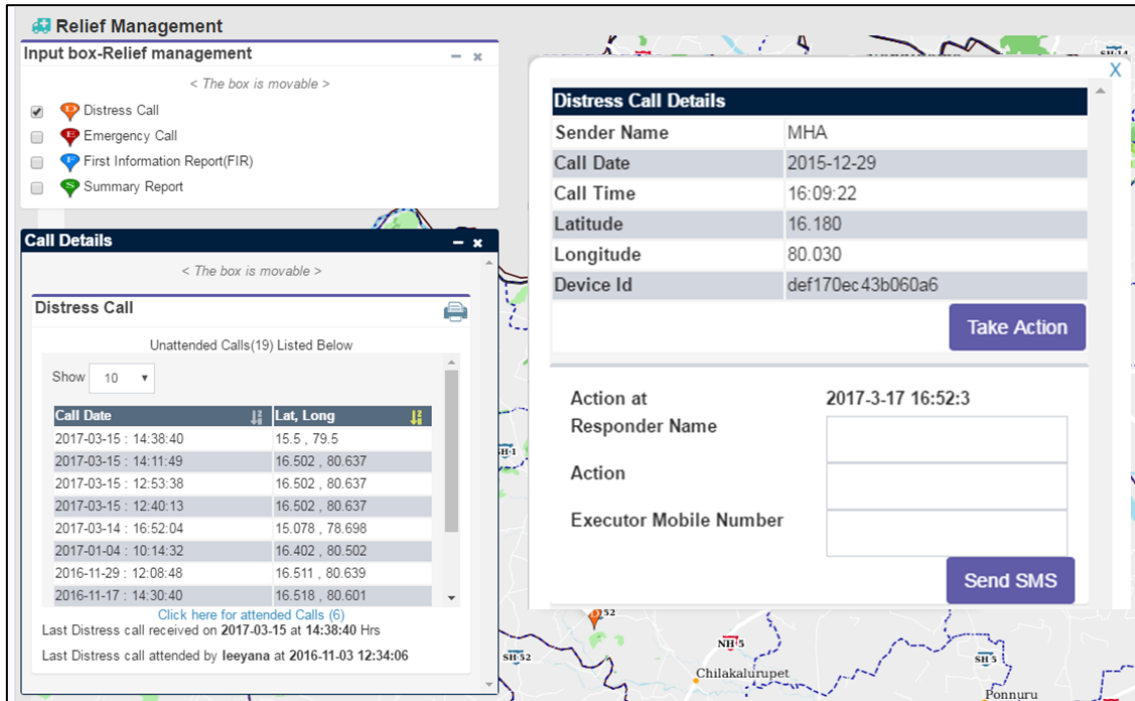 Relief Management
Input box-Relief management
− ×
< The box is movable >
D Distress Call
E Emergency Call
F First Information Report(FIR)
S Summary Report
Call Details
− ×
< The box is movable >
Distress Call
Unattended Calls(19) Listed Below
Show 10
Call Date Lat, Long
2017-03-15 : 14:38:40 15.5 , 79.5
2017-03-15 : 14:11:49 16.502 , 80.637
2017-03-15 : 12:53:38 16.502 , 80.637
2017-03-15 : 12:40:13 16.502 , 80.637
2017-03-14 : 16:52:04 15.078 , 78.698
2017-01-04 : 10:14:32 16.402 , 80.502
2016-11-29 : 12:08:48 16.511 , 80.639
2016-11-17 : 14:30:40 16.518 , 80.601
Click here for attended Calls (6)
Last Distress call received on 2017-03-15 at 14:38:40 Hrs
Last Distress call attended by leeyana at 2016-11-03 12:34:06
X
Distress Call Details
Sender Name MHA
Call Date 2015-12-29
Call Time 16:09:22
Latitude 16.180
Longitude 80.030
Device Id def170ec43b060a6
Take Action
Action at 2017-3-17 16:52:3
Responder Name
Action
Executor Mobile Number
Send SMS
SH-14
SH-1
D 52
NH-5
SH-52
SH-5
Chilakalurupet
Ponnuru